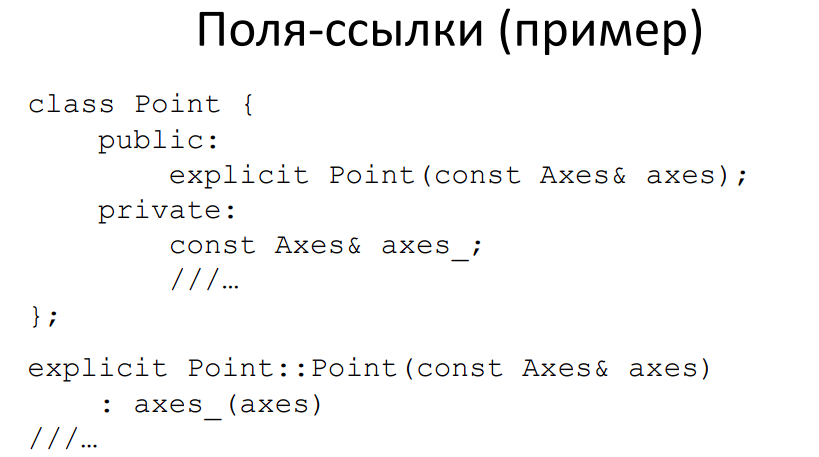 Поля-ссылки (пример)
class Point {
public:
explicit Point(const Axes& axes);
private:
const Axes& axes_;
///…
};
explicit Point::Point(const Axes& axes)
: axes_(axes)
///…